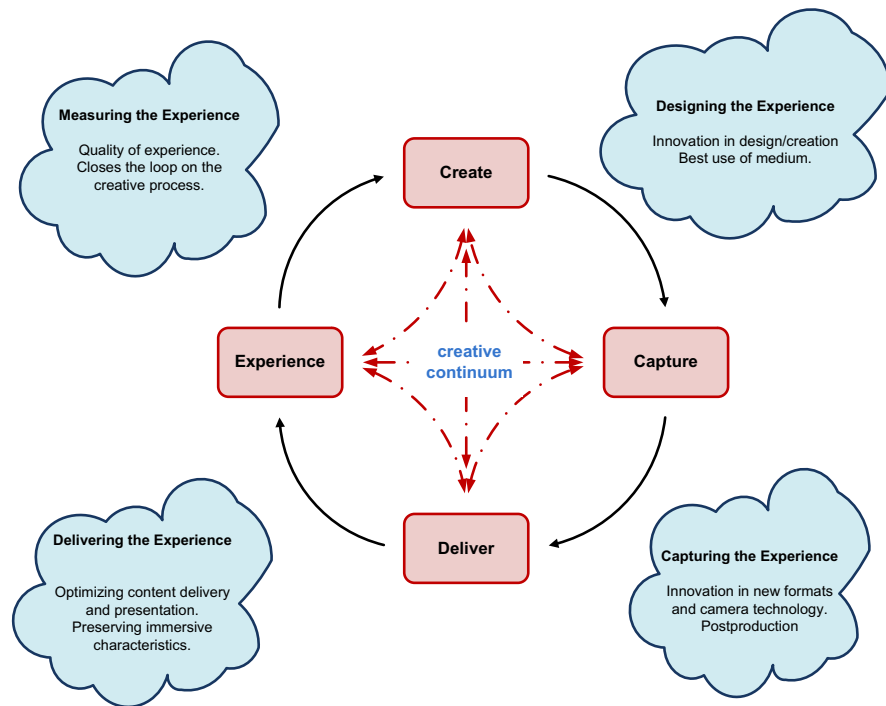 Measuring the Experience
Quality of experience.
Closes the loop on the
creative process.
Designing the Experience
Innovation in design/creation
Best use of medium.
Create
Experience
creative
continuum
Capture
Deliver
Delivering the Experience
Optimizing content delivery
and presentation.
Preserving immersive
characteristics.
Capturing the Experience
Innovation in new formats
and camera technology.
Postproduction